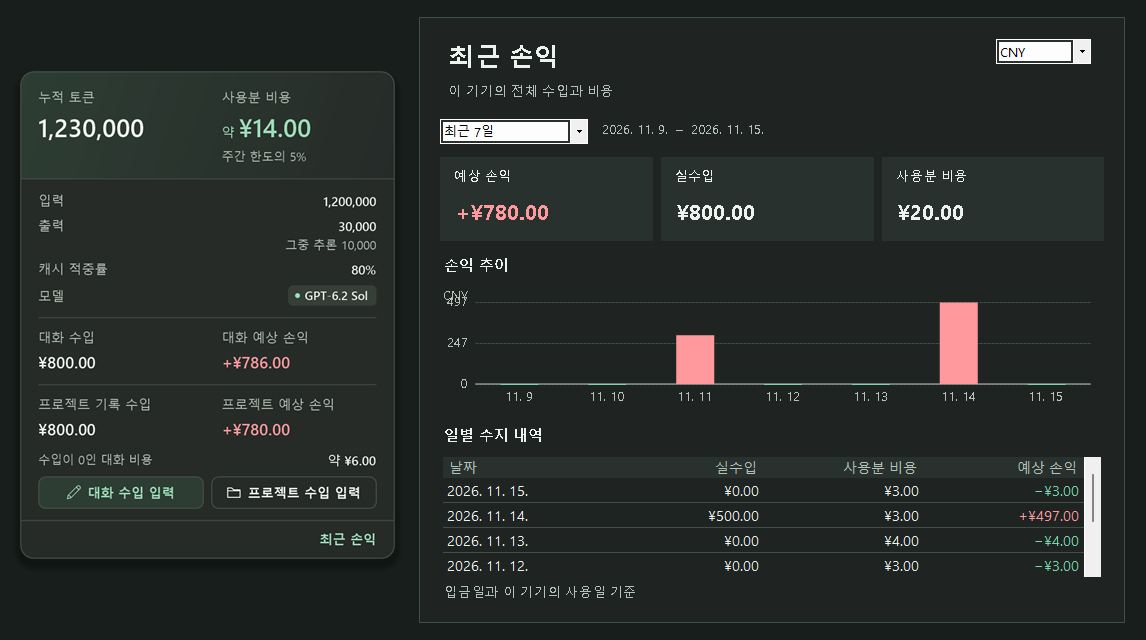 누적 토큰
1,230,000
사용분 비용
약 ¥14.00
주간 한도의 5%
입력 1,200,000
출력 30,000
그중 추론 10,000
캐시 적중률 80%
모델 GPT-6.2 Sol
대화 수입 대화 예상 손익
¥800.00 +¥786.00
프로젝트 기록 수입 프로젝트 예상 손익
¥800.00 +¥780.00
수입이 0인 대화 비용 약 ¥6.00
대화 수입 입력 프로젝트 수입 입력
최근 손익
최근 손익 CNY
이 기기의 전체 수입과 비용
최근 7일 2026. 11. 9. – 2026. 11. 15.
예상 손익 실수입 사용분 비용
+¥780.00 ¥800.00 ¥20.00
손익 추이
CNY
497
247
0
11. 9 11. 10 11. 11 11. 12 11. 13 11. 14 11. 15
일별 수지 내역
날짜 실수입 사용분 비용 예상 손익
2026. 11. 15. ¥0.00 ¥3.00 −¥3.00
2026. 11. 14. ¥500.00 ¥3.00 +¥497.00
2026. 11. 13. ¥0.00 ¥4.00 −¥4.00
2026. 11. 12. ¥0.00 ¥3.00 −¥3.00
입금일과 이 기기의 사용일 기준